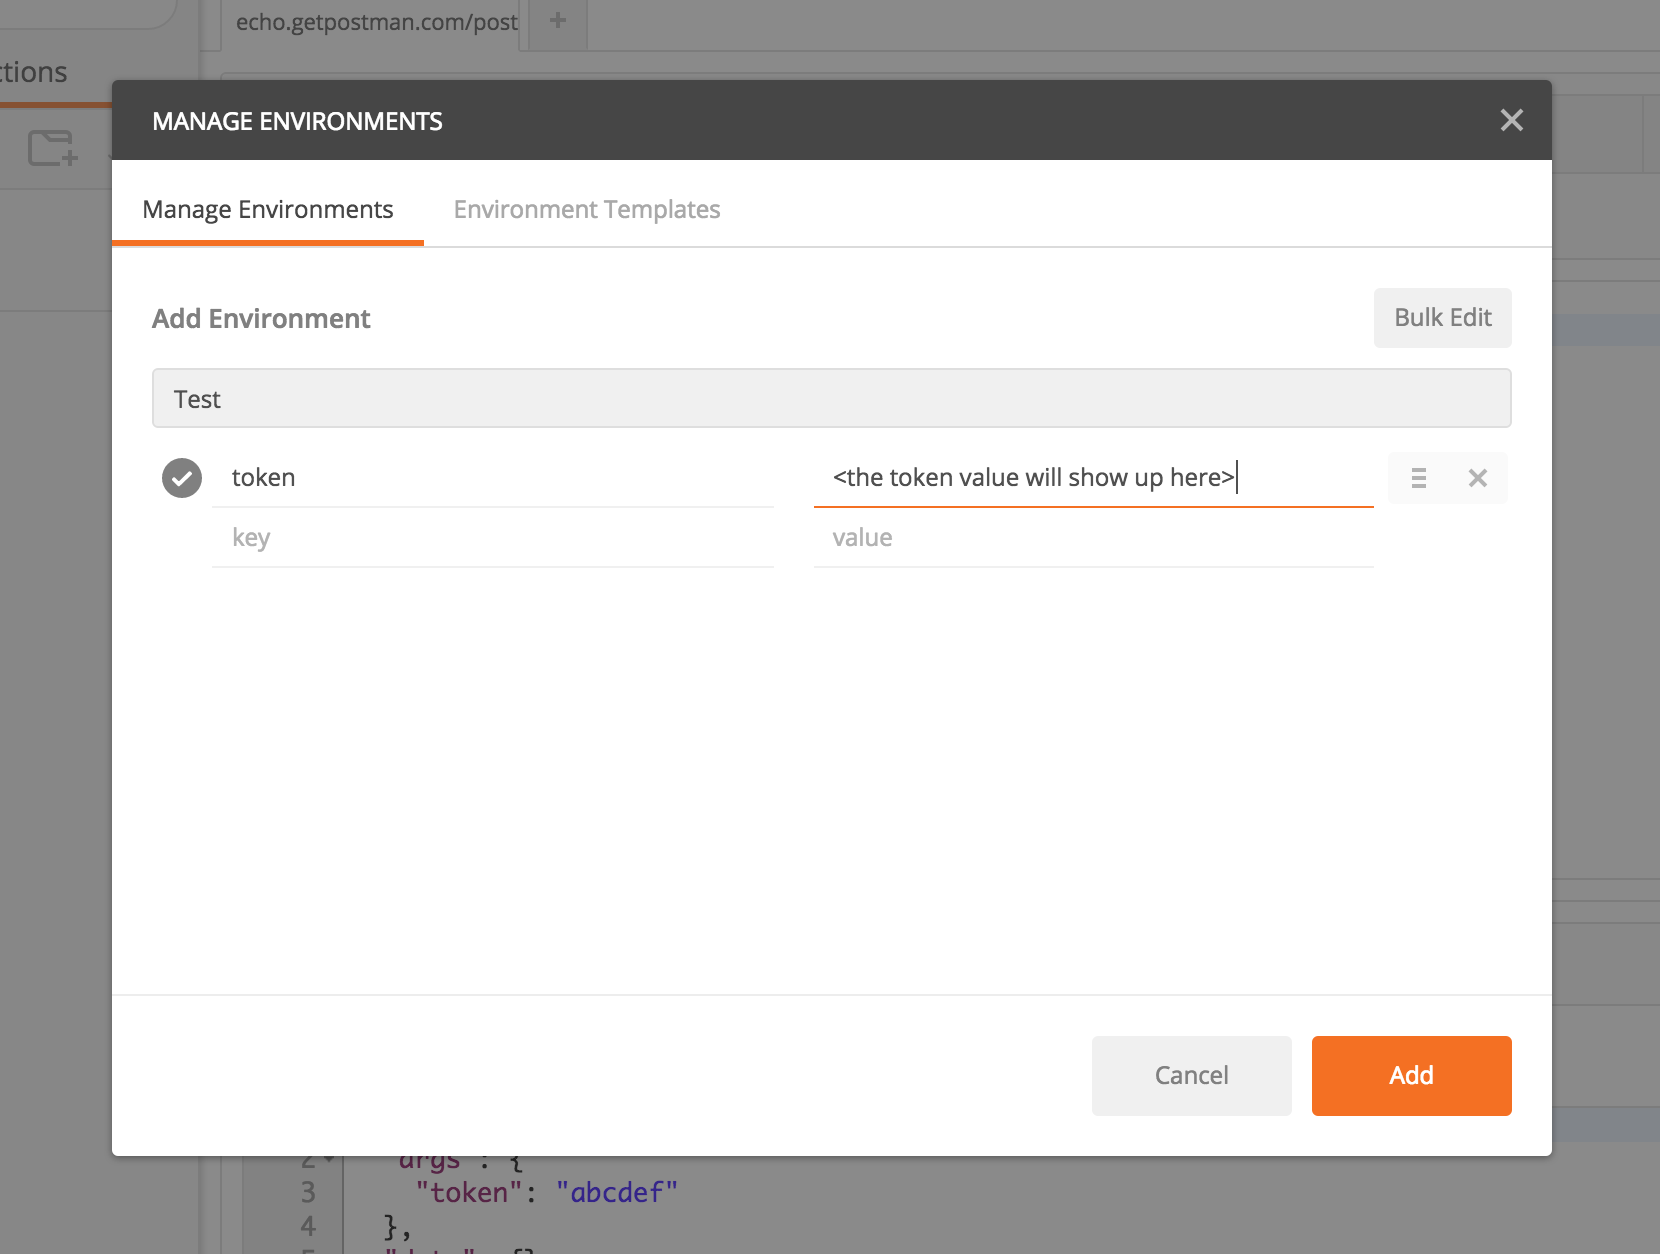 echo.getpostman.com/post +
ctions
MANAGE ENVIRONMENTS
Manage Environments Environment Templates
Add Environment Bulk Edit
Test
token <the token value will show up here>
key value
Cancel Add
2 "args": {
3 "token": "abcdef"
4 },